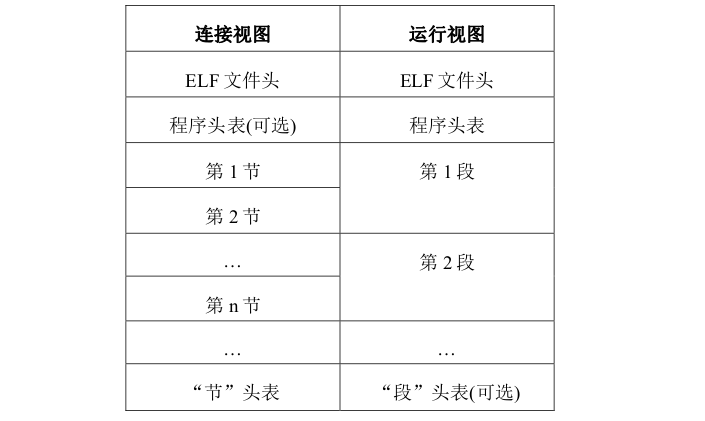 连接视图 运行视图
ELF 文件头 ELF 文件头
程序头表(可选) 程序头表
第 1 节 第 1 段
第 2 节
… 第 2 段
第 n 节
… …
“节”头表 “段”头表(可选)